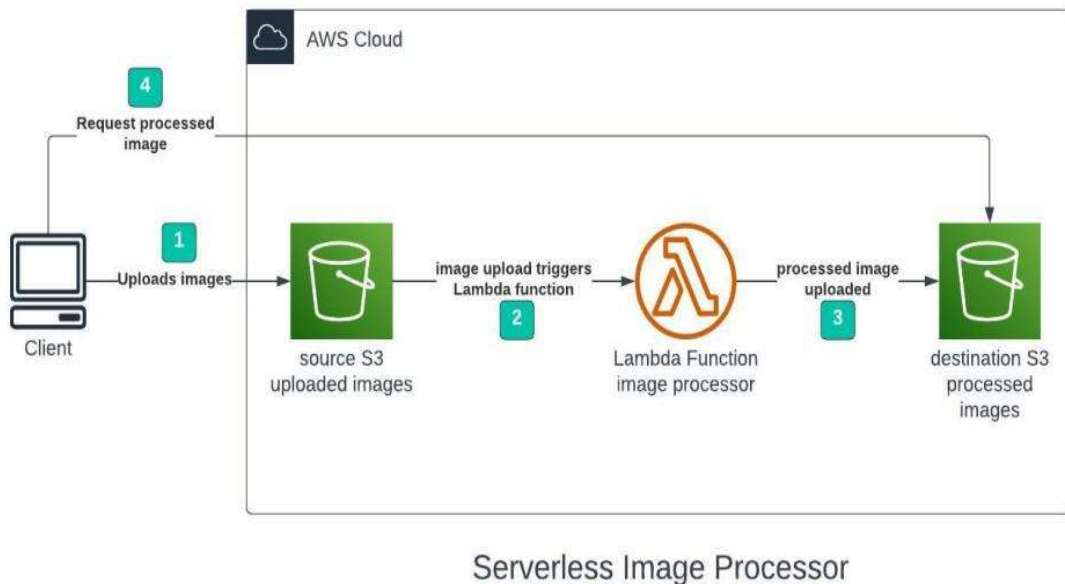 AWS Cloud
4
Request processed
image
1
Uploads images
image upload triggers
Lambda function
2
processed image
uploaded
3
Client
source S3
uploaded images
Lambda Function
image processor
destination S3
processed
images
Serverless Image Processor